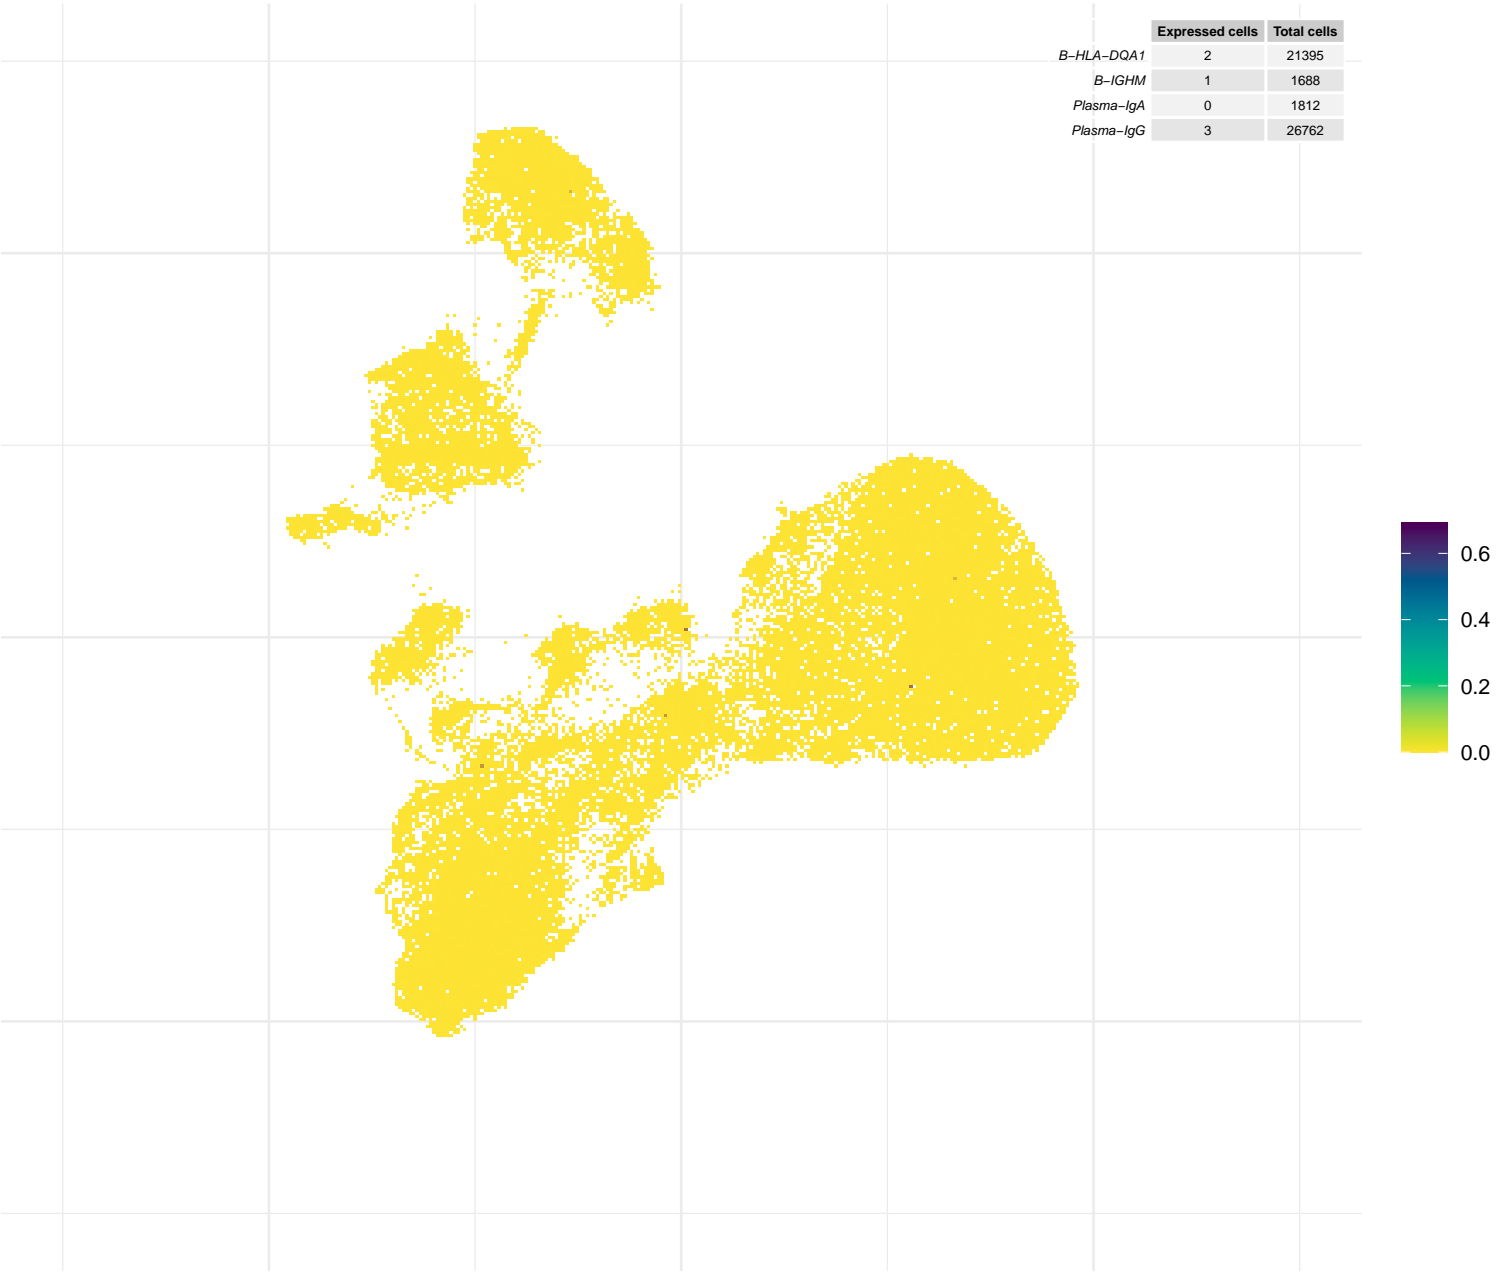 Expressed cells Total cells
B−HLA−DQA1 2 21395
B−IGHM 1 1688
Plasma−IgA 0 1812
Plasma−IgG 3 26762
0.6
0.4
0.2
0.0